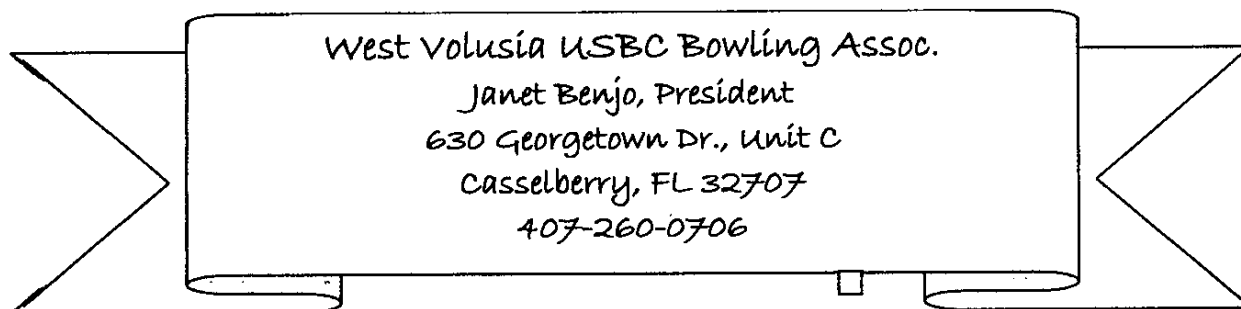 West Volusia USBC Bowling Assoc.
Janet Benjo, President
630 Georgetown Dr., Unit C
Casselberry, FL 32707
407-260-0706